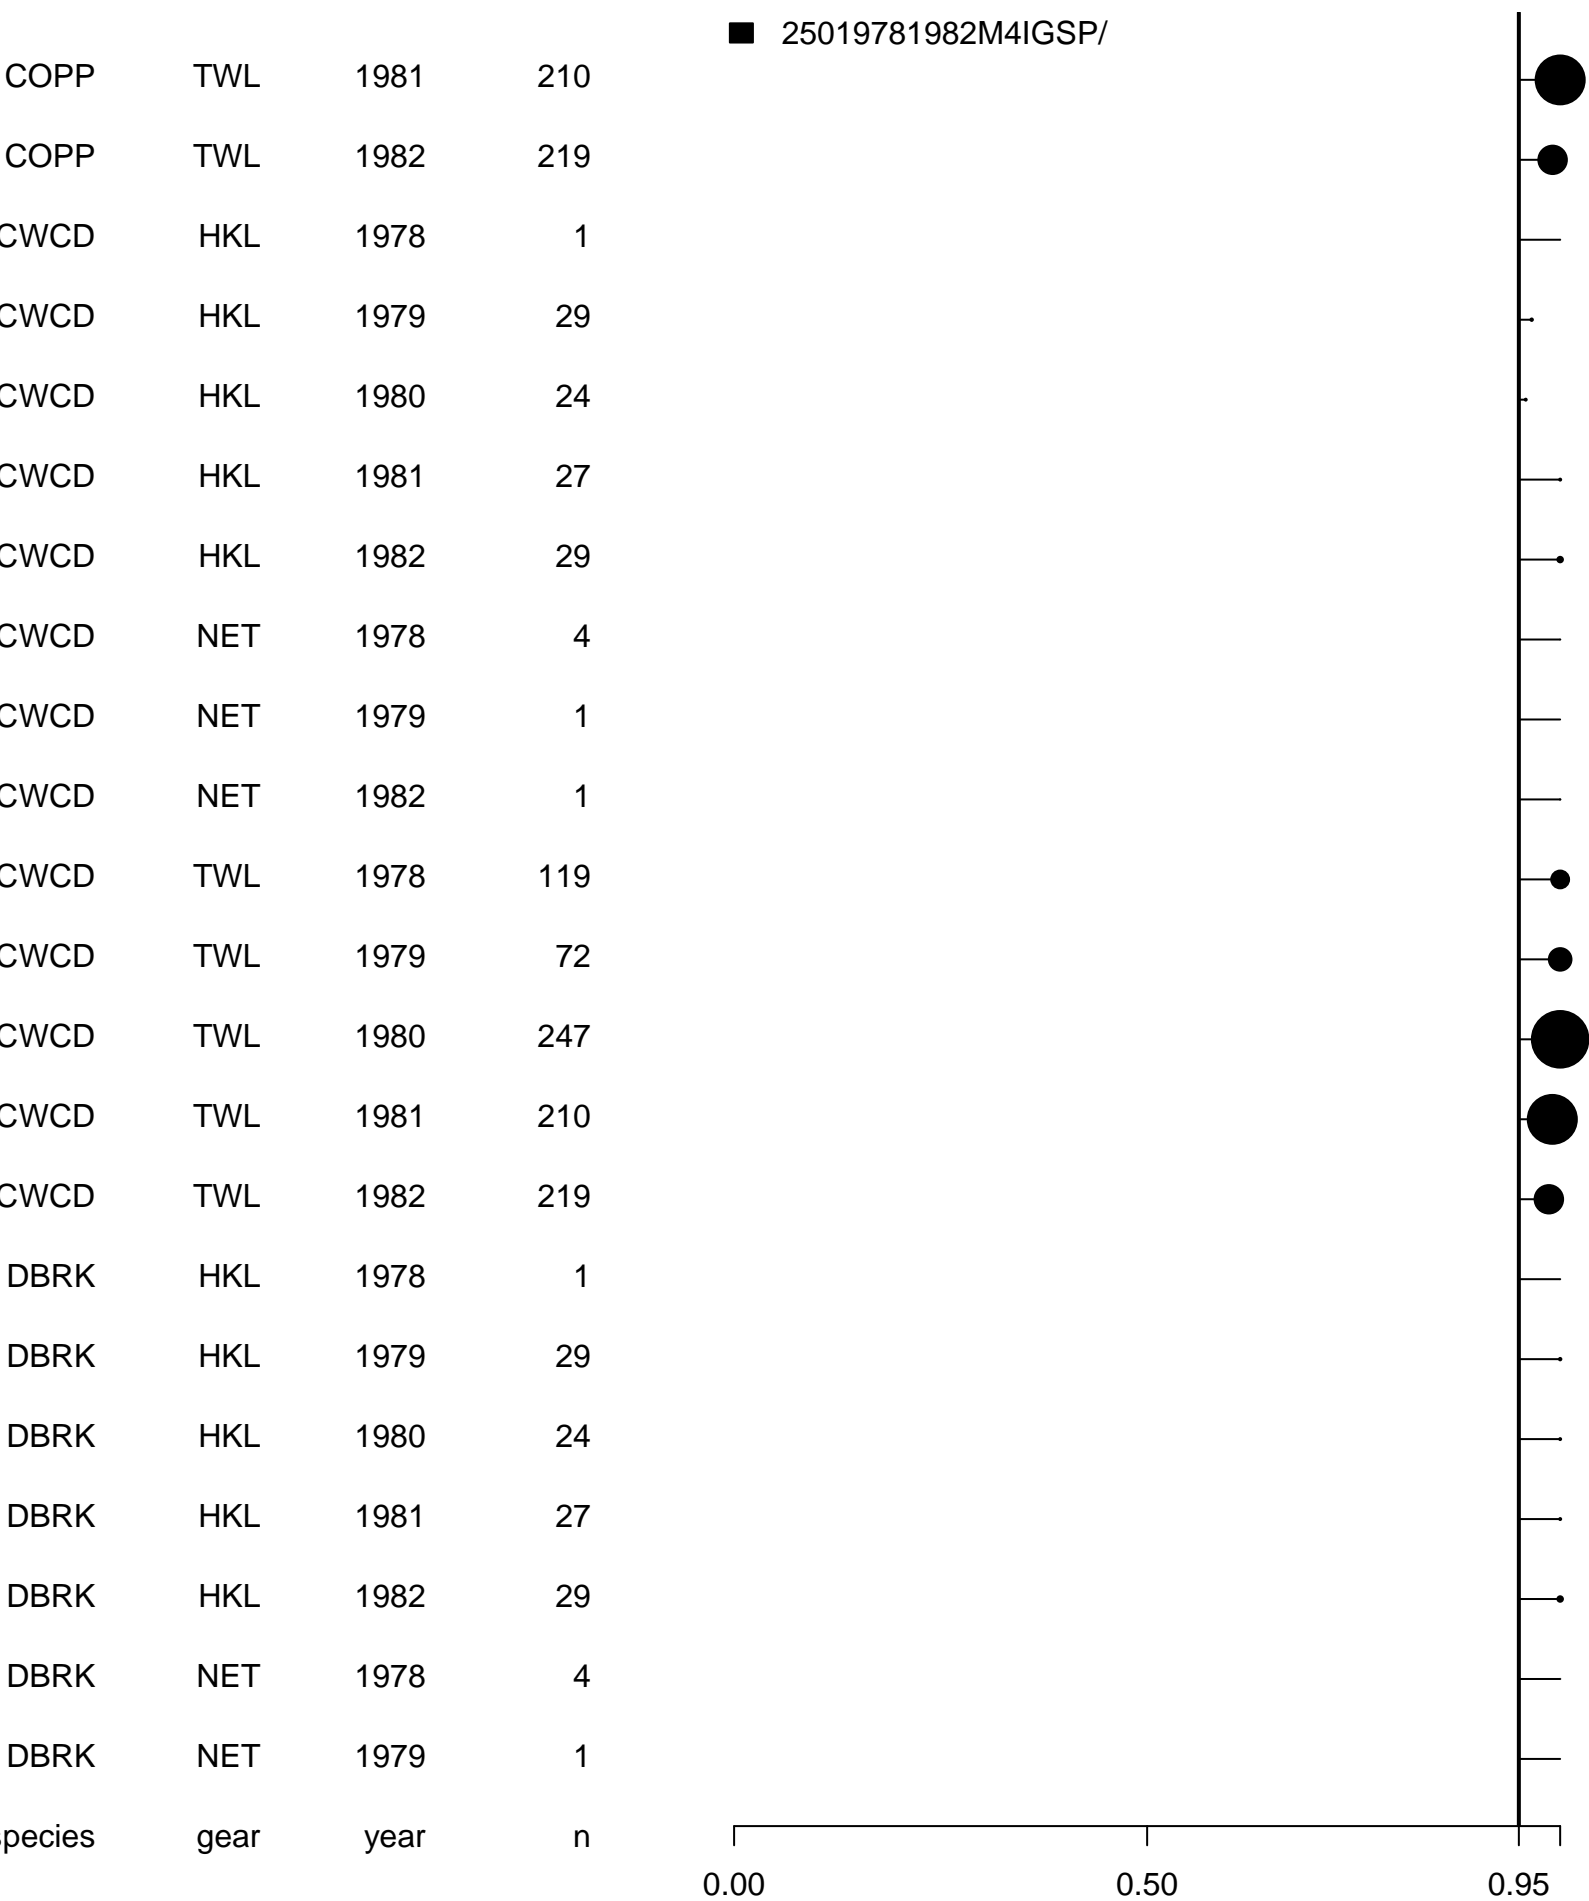 25019781982M4IGSP/
COPP TWL 1981 210
COPP TWL 1982 219
CWCD HKL 1978 1
CWCD HKL 1979 29
CWCD HKL 1980 24
CWCD HKL 1981 27
CWCD HKL 1982 29
CWCD NET 1978 4
CWCD NET 1979 1
CWCD NET 1982 1
CWCD TWL 1978 119
CWCD TWL 1979 72
CWCD TWL 1980 247
CWCD TWL 1981 210
CWCD TWL 1982 219
DBRK HKL 1978 1
DBRK HKL 1979 29
DBRK HKL 1980 24
DBRK HKL 1981 27
DBRK HKL 1982 29
DBRK NET 1978 4
DBRK NET 1979 1
species gear year n
0.00 0.50 0.95